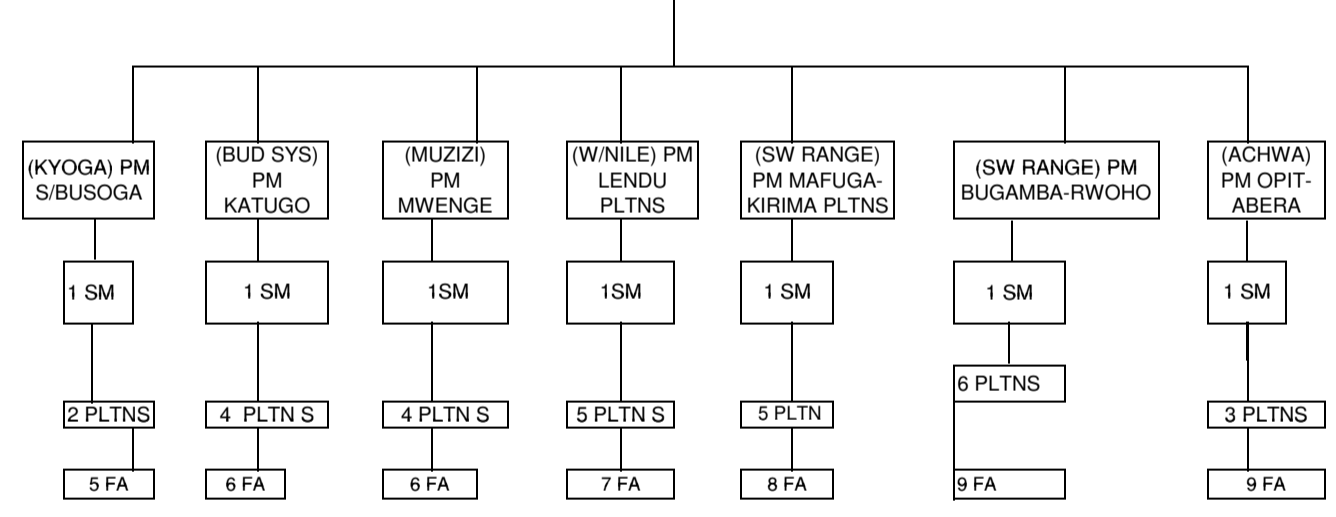 (KYOGA) PM
S/BUSOGA
(BUD SYS)
PM
KATUGO
(MUZIZI)
PM
MWENGE
(W/NILE) PM
LENDU
PLTNS
(SW RANGE)
PM MAFUGA-
KIRIMA PLTNS
(SW RANGE) PM
BUGAMBA-RWOHO
(ACHWA)
PM OPIT-
ABERA
1 SM
1 SM
1SM
1SM
1 SM
1 SM
1 SM
6 PLTNS
2 PLTNS
4 PLTN S
4 PLTN S
5 PLTN S
5 PLTN
3 PLTNS
5 FA
6 FA
6 FA
7 FA
8 FA
9 FA
9 FA